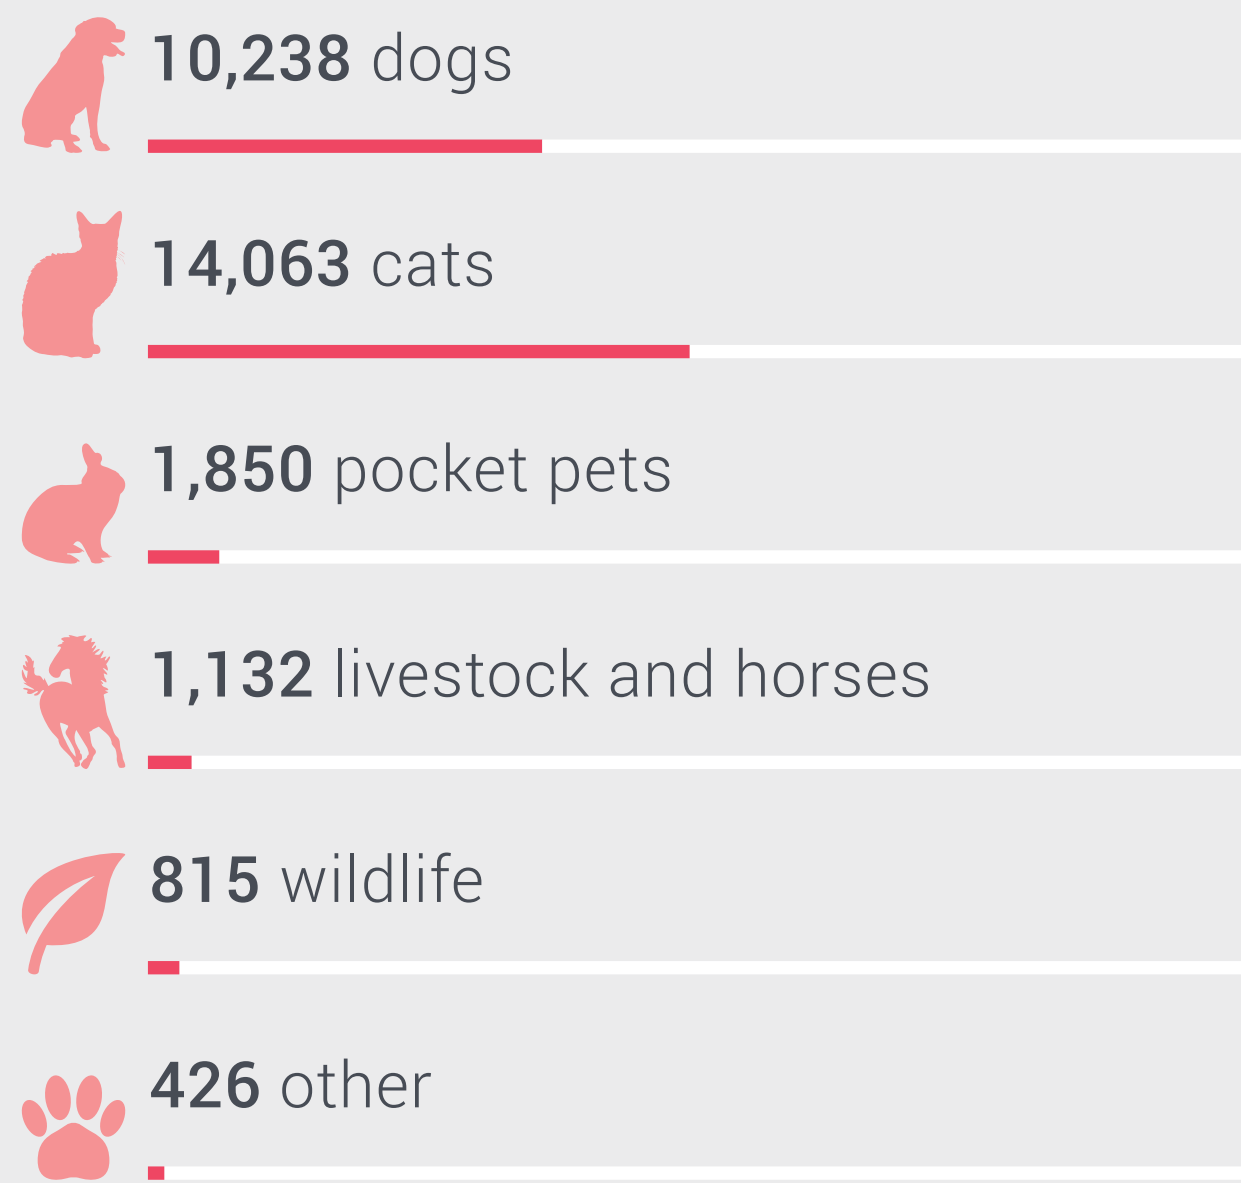 10,238 dogs
14,063 cats
1,850 pocket pets
1,132 livestock and horses
815 wildlife
426 other